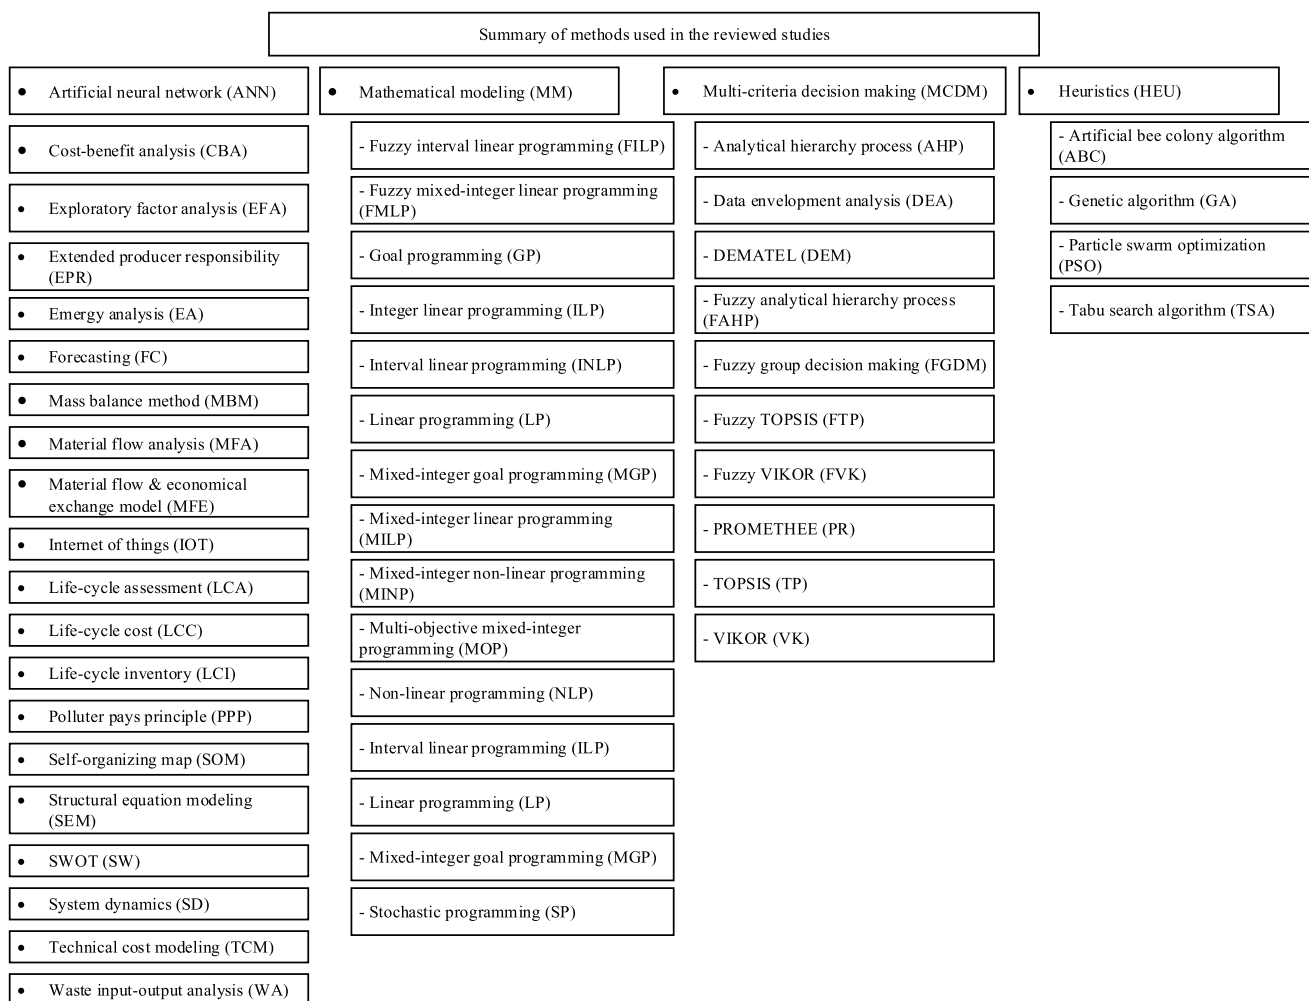 Summary of methods used in the reviewed studies
• Artificial neural network (ANN)
• Cost-benefit analysis (CBA)
• Exploratory factor analysis (EFA)
• Extended producer responsibility
(EPR)
• Emergy analysis (EA)
• Forecasting (FC)
• Mass balance method (MBM)
• Material flow analysis (MFA)
• Material flow & economical
exchange model (MFE)
• Internet of things (IOT)
• Life-cycle assessment (LCA)
• Life-cycle cost (LCC)
• Life-cycle inventory (LCI)
• Polluter pays principle (PPP)
• Self-organizing map (SOM)
• Structural equation modeling
(SEM)
• SWOT (SW)
• System dynamics (SD)
• Technical cost modeling (TCM)
• Waste input-output analysis (WA)
• Mathematical modeling (MM)
- Fuzzy interval linear programming (FILP)
- Fuzzy mixed-integer linear programming
(FMLP)
- Goal programming (GP)
- Integer linear programming (ILP)
- Interval linear programming (INLP)
- Linear programming (LP)
- Mixed-integer goal programming (MGP)
- Mixed-integer linear programming
(MILP)
- Mixed-integer non-linear programming
(MINP)
- Multi-objective mixed-integer
programming (MOP)
- Non-linear programming (NLP)
- Interval linear programming (ILP)
- Linear programming (LP)
- Mixed-integer goal programming (MGP)
- Stochastic programming (SP)
• Multi-criteria decision making (MCDM)
- Analytical hierarchy process (AHP)
- Data envelopment analysis (DEA)
- DEMATEL (DEM)
- Fuzzy analytical hierarchy process
(FAHP)
- Fuzzy group decision making (FGDM)
- Fuzzy TOPSIS (FTP)
- Fuzzy VIKOR (FVK)
- PROMETHEE (PR)
- TOPSIS (TP)
- VIKOR (VK)
• Heuristics (HEU)
- Artificial bee colony algorithm
(ABC)
- Genetic algorithm (GA)
- Particle swarm optimization
(PSO)
- Tabu search algorithm (TSA)